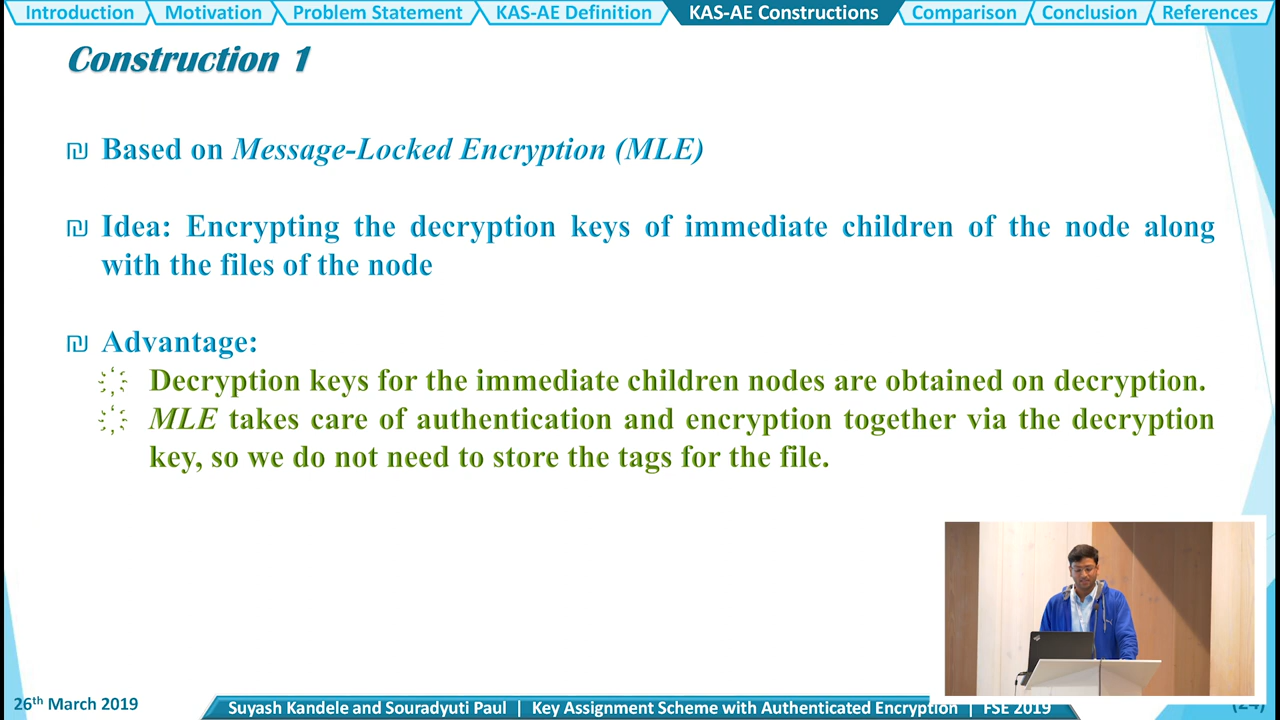 Introduction Motivation Problem Statement KAS-AE Definition KAS-AE Constructions Comparison Conclusion References
Construction 1
Based on Message-Locked Encryption (MLE)
Idea: Encrypting the decryption keys of immediate children of the node along
with the files of the node
Advantage:
Decryption keys for the immediate children nodes are obtained on decryption.
MLE takes care of authentication and encryption together via the decryption
key, so we do not need to store the tags for the file.
26th March 2019 Suyash Kandele and Souradyuti Paul | Key Assignment Scheme with Authenticated Encryption | FSE 2019 (24)